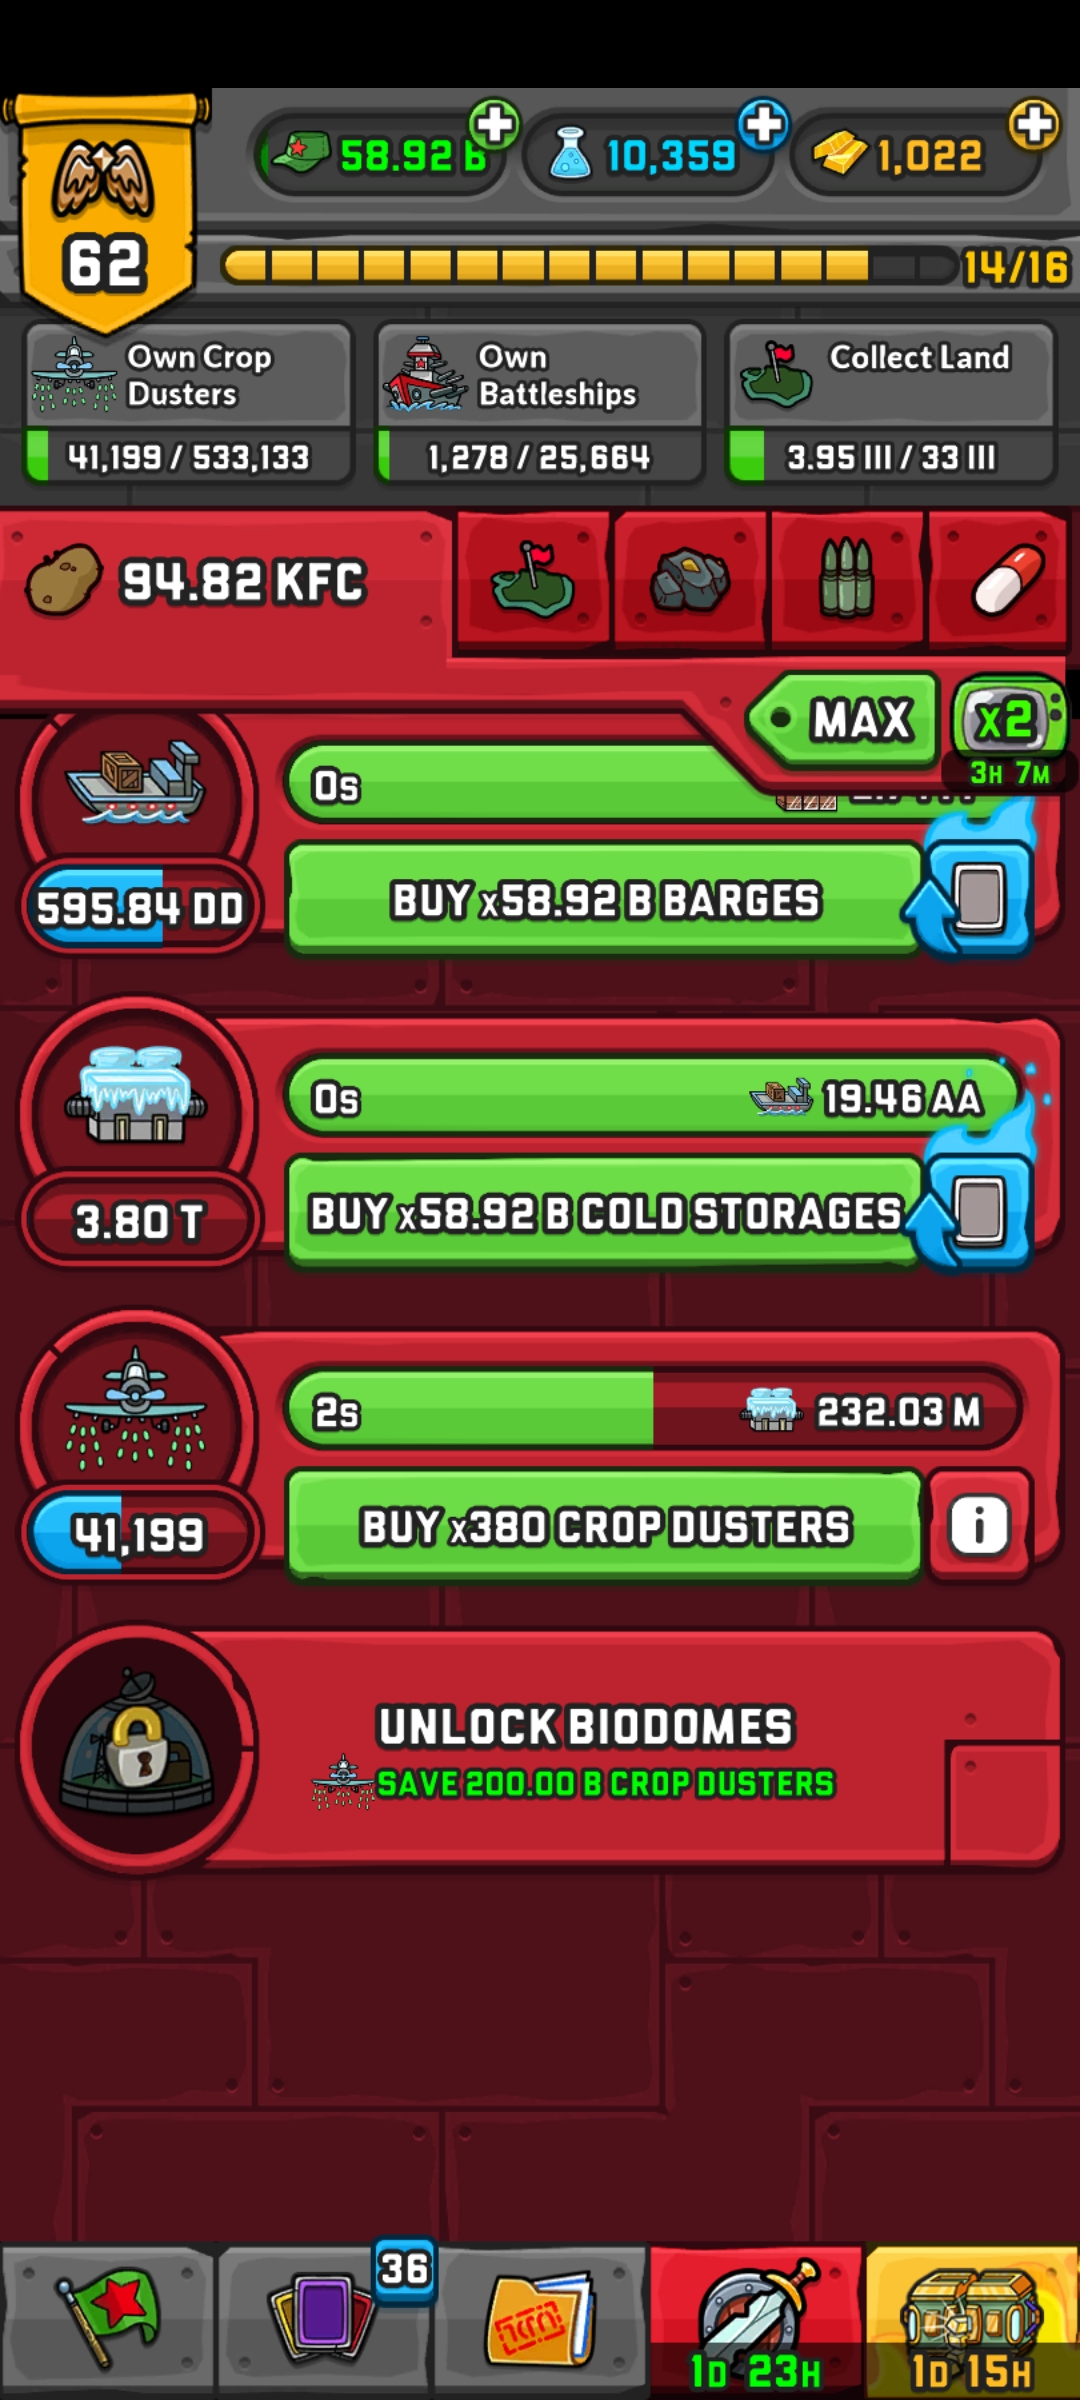 58.92 B
10,359
1,022
62
14/16
Own Crop
Dusters
41,199 / 533,133
Own
Battleships
1,278 / 25,664
Collect Land
3.95 III / 33 III
94.82 KFC
MAX
x2
3H 7M
0s
595.84 DD
BUY x58.92 B BARGES
0s
19.46 AA
3.80 T
BUY x58.92 B COLD STORAGES
2s
232.03 M
41,199
BUY x380 CROP DUSTERS
i
UNLOCK BIODOMES
SAVE 200.00 B CROP DUSTERS
36
1D 23H
1D 15H